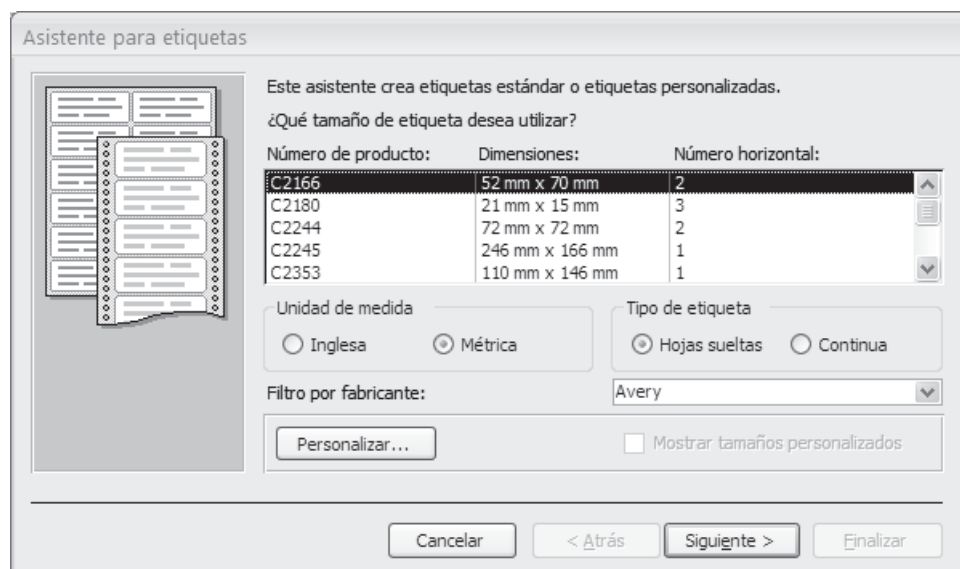 Asistente para etiquetas
Este asistente crea etiquetas estándar o etiquetas personalizadas.
¿Qué tamaño de etiqueta desea utilizar?
Número de producto: Dimensiones: Número horizontal:
C2166 52 mm x 70 mm 2
C2180 21 mm x 15 mm 3
C2244 72 mm x 72 mm 2
C2245 246 mm x 166 mm 1
C2353 110 mm x 146 mm 1
Unidad de medida Tipo de etiqueta
Inglesa Métrica Hojas sueltas Continua
Filtro por fabricante: Avery
Personalizar... Mostrar tamaños personalizados
Cancelar < Atrás Siguiente > Finalizar